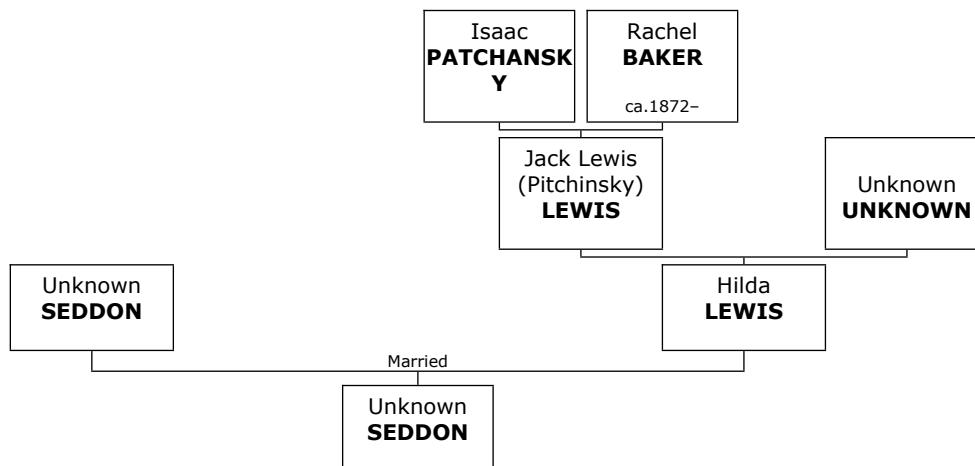 Isaac
PATCHANSK
Y
Rachel
BAKER
ca.1872–
Jack Lewis
(Pitchinsky)
LEWIS
Unknown
UNKNOWN
Unknown
SEDDON
Hilda
LEWIS
Married
Unknown
SEDDON